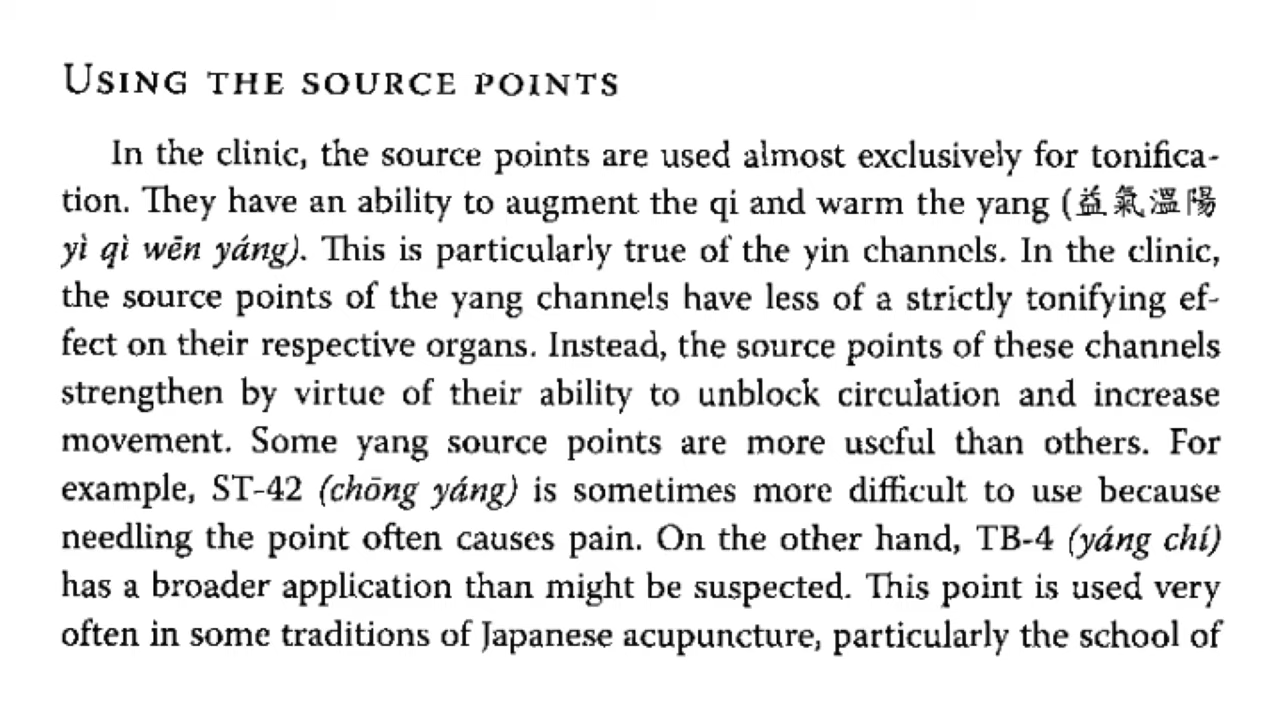 USING THE SOURCE POINTS
In the clinic, the source points are used almost exclusively for tonifica-
tion. They have an ability to augment the qi and warm the yang (益氣溫陽
yì qì wēn yáng). This is particularly true of the yin channels. In the clinic,
the source points of the yang channels have less of a strictly tonifying ef-
fect on their respective organs. Instead, the source points of these channels
strengthen by virtue of their ability to unblock circulation and increase
movement. Some yang source points are more useful than others. For
example, ST-42 (chōng yáng) is sometimes more difficult to use because
needling the point often causes pain. On the other hand, TB-4 (yáng chí)
has a broader application than might be suspected. This point is used very
often in some traditions of Japanese acupuncture, particularly the school of